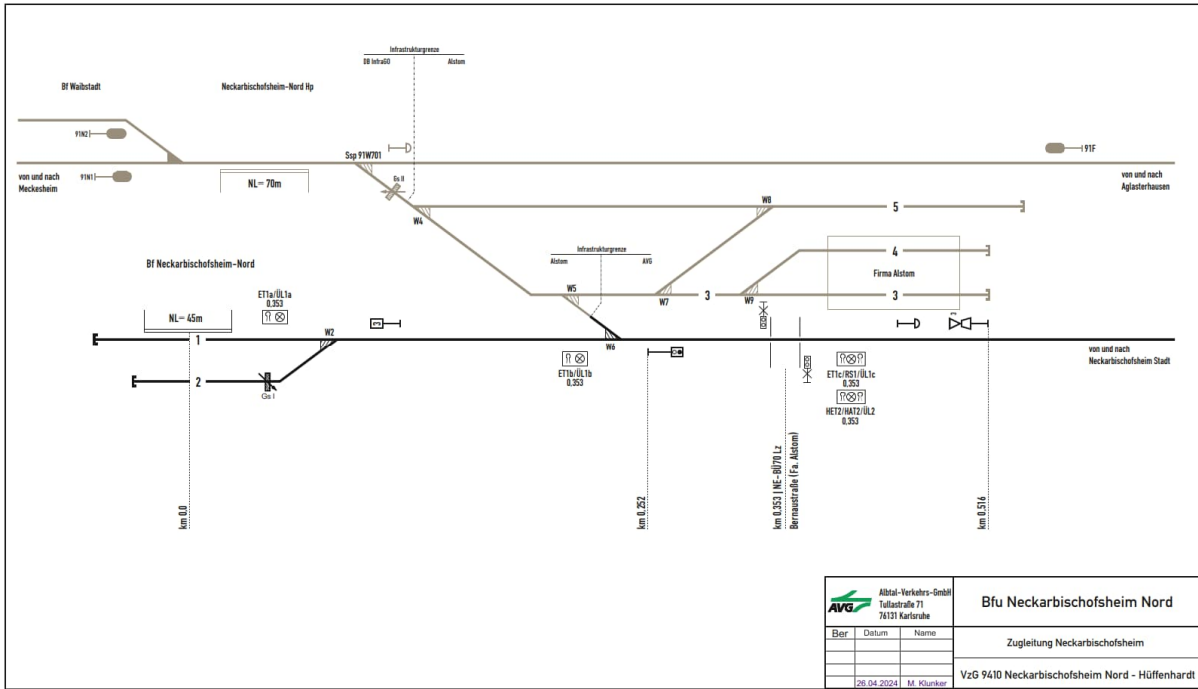 Infrastrukturgrenze
DB InfraGO
Alstom
Bf Waibstadt
Neckarbischofsheim-Nord Hp
91N2
91N1
von und nach
Meckesheim
NL= 70m
Ssp 91W701
Gs II
W4
91F
von und nach
Aglasterhausen
W8
5
Infrastrukturgrenze
Alstom
AVG
4
Firma Alstom
W5
3
W7
W9
3
Bf Neckarbischofsheim-Nord
ET1a/ÜL1a
0,353
NL= 45m
1
W2
W6
2
Gs I
ET1b/ÜL1b
0,353
von und nach
Neckarbischofsheim Stadt
ET1c/RS1/ÜL1c
0,353
HET2/HAT2/ÜL2
0,353
km 0,0
km 0,252
km 0,353 | NE-BÜ70 Lz
Bernaustraße (Fa. Alstom)
km 0,516
AVG
Albtal-Verkehrs-GmbH
Tullastraße 71
76131 Karlsruhe
Bfu Neckarbischofsheim Nord
Ber
Datum
Name
Zugleitung Neckarbischofsheim
26.04.2024
M. Klunker
VzG 9410 Neckarbischofsheim Nord - Hüffenhardt